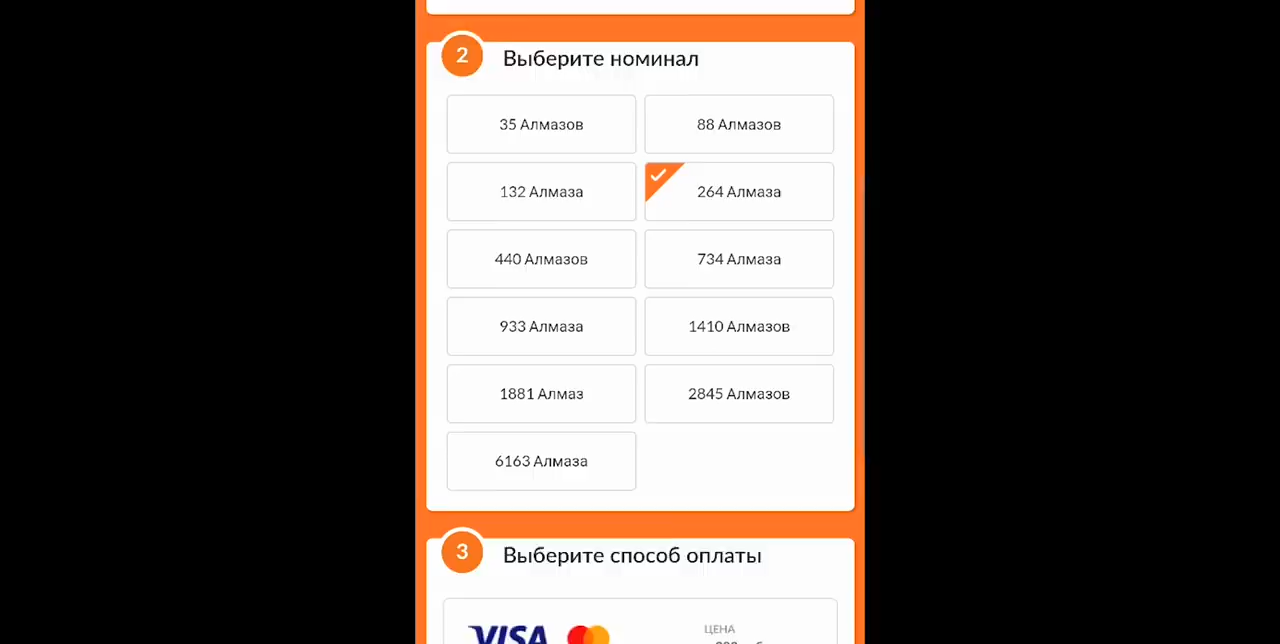 2 Выберите номинал
35 Алмазов
88 Алмазов
132 Алмаза
264 Алмаза
440 Алмазов
734 Алмаза
933 Алмаза
1410 Алмазов
1881 Алмаз
2845 Алмазов
6163 Алмаза
3 Выберите способ оплаты
VISA
ЦЕНА